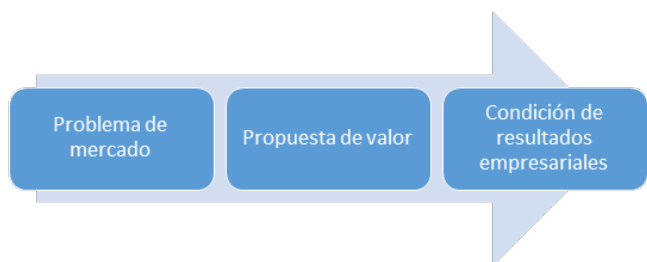 Problema de
mercado
Propuesta de valor
Condición de
resultados
empresariales